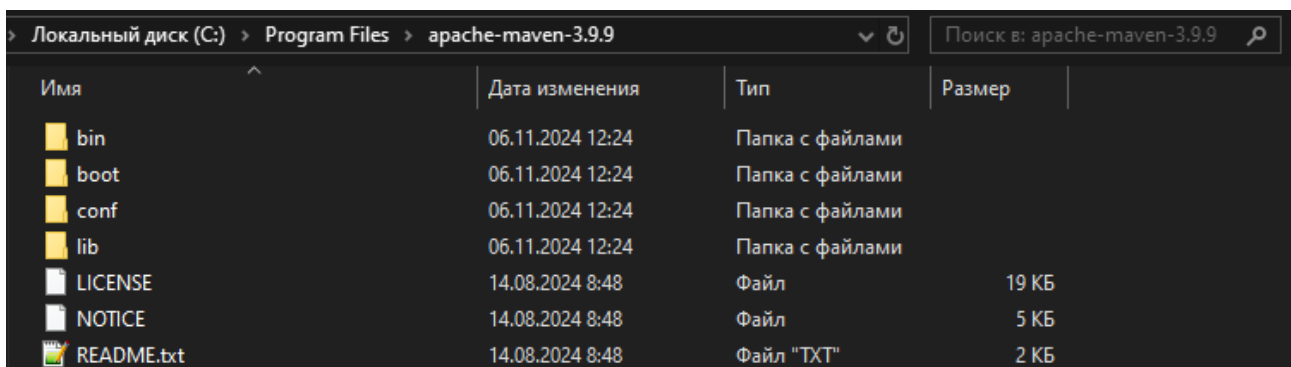 Локальный диск (C:) › Program Files › apache-maven-3.9.9 Поиск в: apache-maven-3.9.9
Имя Дата изменения Тип Размер
bin 06.11.2024 12:24 Папка с файлами
boot 06.11.2024 12:24 Папка с файлами
conf 06.11.2024 12:24 Папка с файлами
lib 06.11.2024 12:24 Папка с файлами
LICENSE 14.08.2024 8:48 Файл 19 КБ
NOTICE 14.08.2024 8:48 Файл 5 КБ
README.txt 14.08.2024 8:48 Файл "TXT" 2 КБ